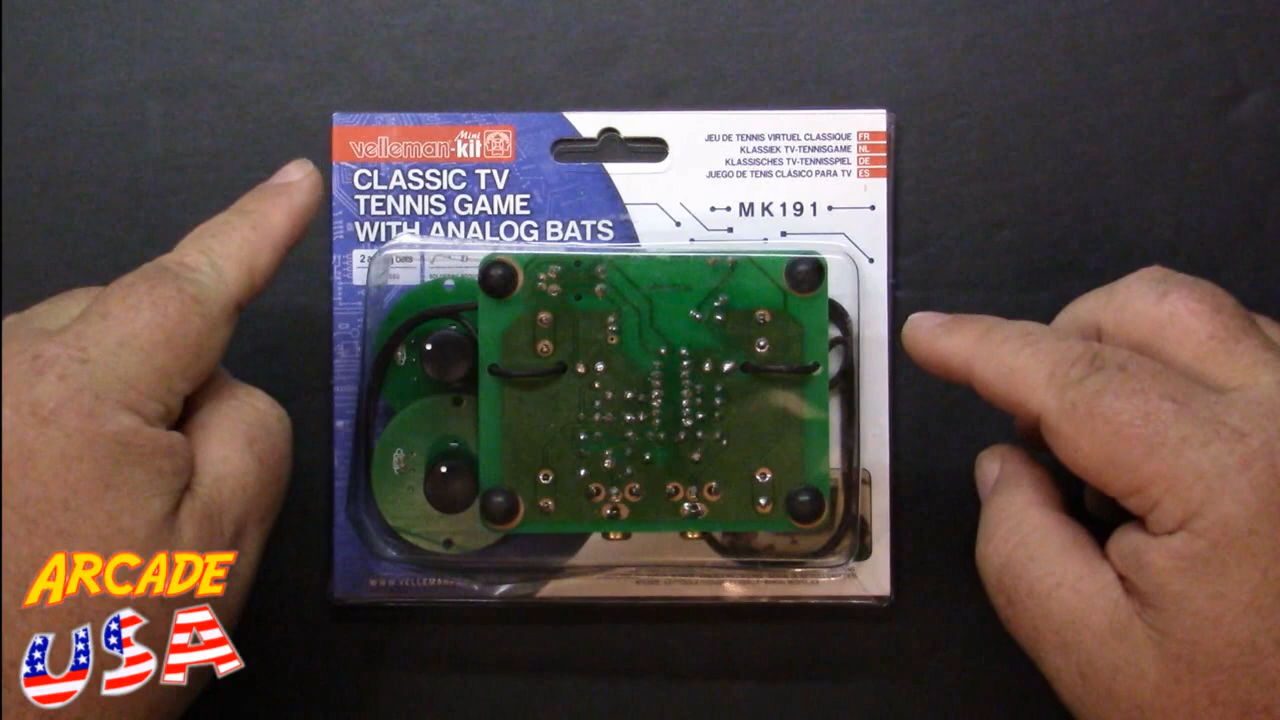 velleman-kit
Mini
CLASSIC TV
TENNIS GAME
WITH ANALOG BATS
JEU DE TENNIS VIRTUEL CLASSIQUE FR
KLASSIEK TV-TENNISGAME NL
KLASSISCHES TV-TENNISSPIEL DE
JUEGO DE TENIS CLÁSICO PARA TV ES
MK191
bats
ARCADE
USA